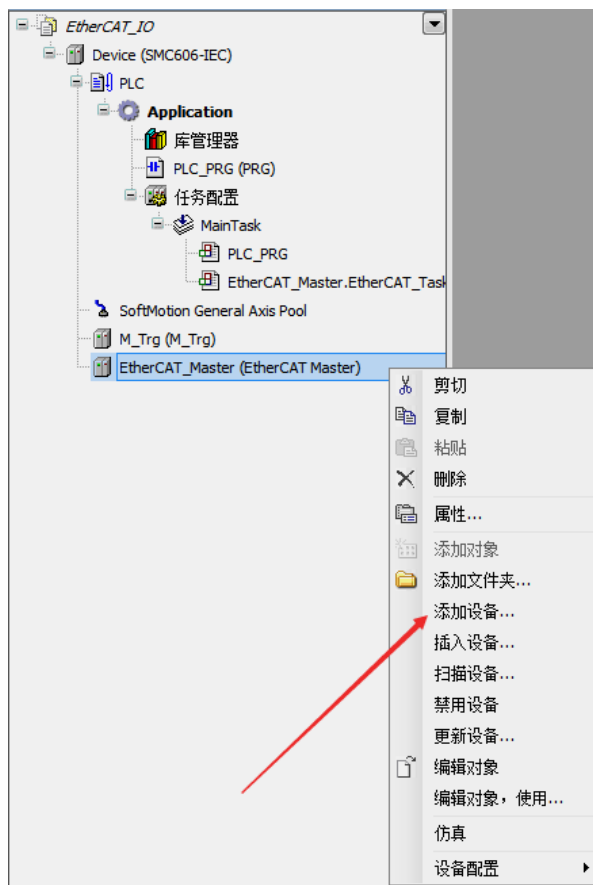 EtherCAT_IO
Device (SMC606-IEC)
PLC
Application
库管理器
PLC_PRG (PRG)
任务配置
MainTask
PLC_PRG
EtherCAT_Master.EtherCAT_Task
SoftMotion General Axis Pool
M_Trg (M_Trg)
EtherCAT_Master (EtherCAT Master)
剪切
复制
粘贴
删除
属性...
添加对象
添加文件夹...
添加设备...
插入设备...
扫描设备...
禁用设备
更新设备...
编辑对象
编辑对象，使用...
仿真
设备配置